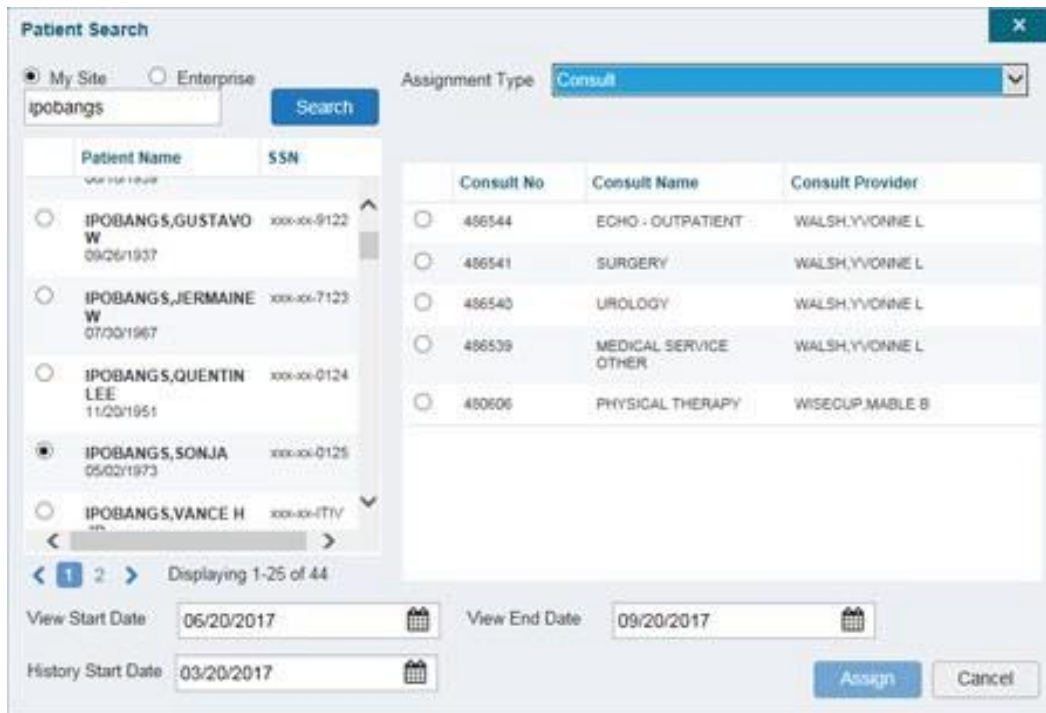 Patient Search
x
My Site Enterprise
ipobangs
Search
Assignment Type Consult
Patient Name SSN
IPOBANGS,GUSTAVO xxx-xx-9122
W
09/26/1937
IPOBANGS,JERMAINE xxx-xx-7123
W
07/30/1967
IPOBANGS,QUENTIN xxx-xx-0124
LEE
11/20/1951
IPOBANGS,SONJA xxx-xx-0125
05/02/1973
IPOBANGS,VANCE H xxx-xx-ITIV
1 2 Displaying 1-25 of 44
Consult No Consult Name Consult Provider
486544 ECHO - OUTPATIENT WALSH,YVONNE L
486541 SURGERY WALSH,YVONNE L
486540 UROLOGY WALSH,YVONNE L
486539 MEDICAL SERVICE WALSH,YVONNE L
OTHER
480606 PHYSICAL THERAPY WISECUP,MABLE B
View Start Date 06/20/2017 View End Date 09/20/2017
History Start Date 03/20/2017
Assign Cancel